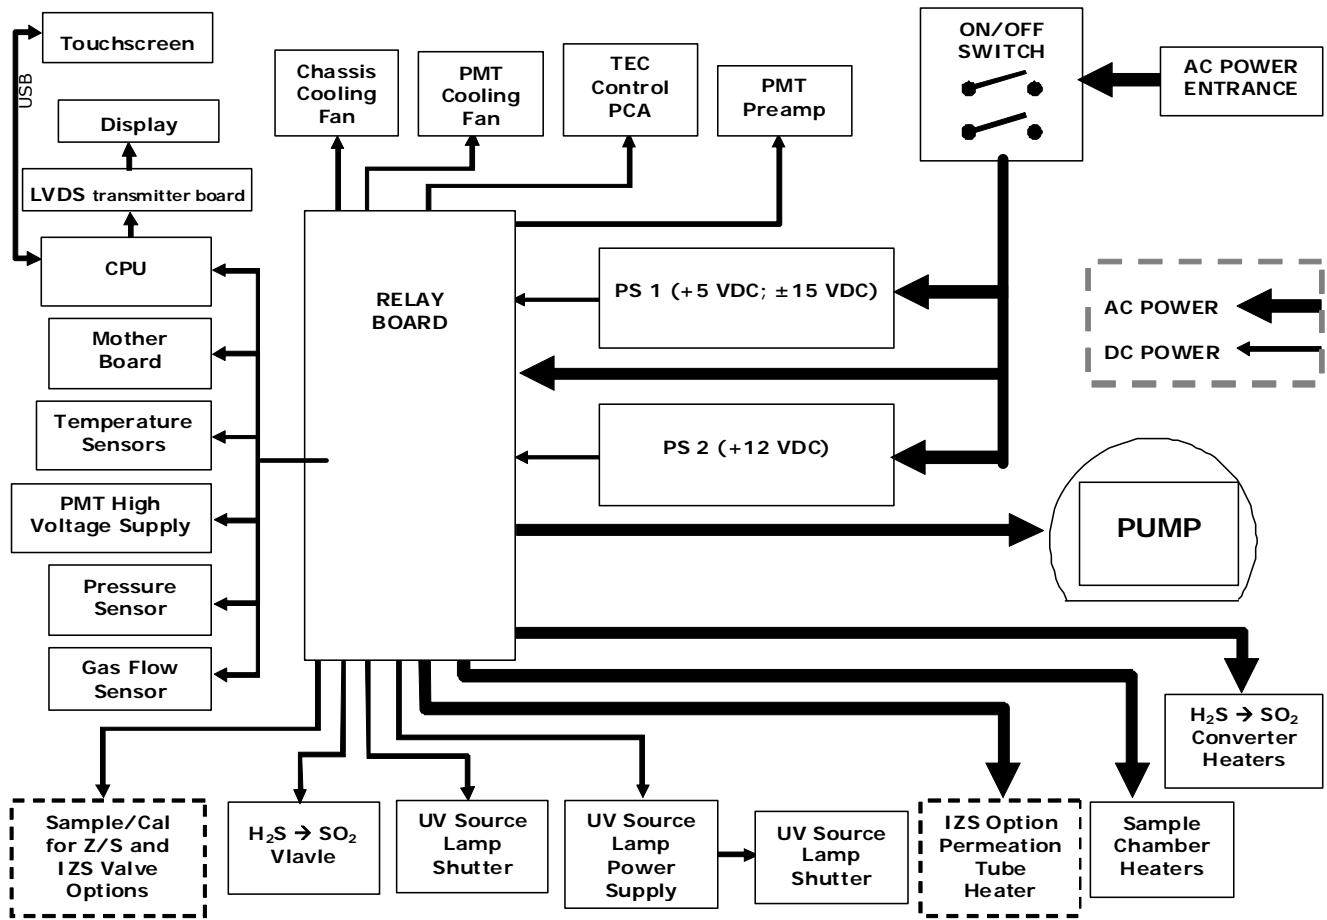 Touchscreen
USB
Display
LVDS transmitter board
CPU
Mother
Board
Temperature
Sensors
PMT High
Voltage Supply
Pressure
Sensor
Gas Flow
Sensor
Chassis
Cooling
Fan
PMT
Cooling
Fan
TEC
Control
PCA
PMT
Preamp
ON/OFF
SWITCH
AC POWER
ENTRANCE
RELAY
BOARD
PS 1 (+5 VDC; ±15 VDC)
PS 2 (+12 VDC)
AC POWER
DC POWER
PUMP
H₂S → SO₂
Converter
Heaters
Sample/Cal
for Z/S and
IZS Valve
Options
H₂S → SO₂
Vlavle
UV Source
Lamp
Shutter
UV Source
Lamp
Power
Supply
UV Source
Lamp
Shutter
IZS Option
Permeation
Tube
Heater
Sample
Chamber
Heaters